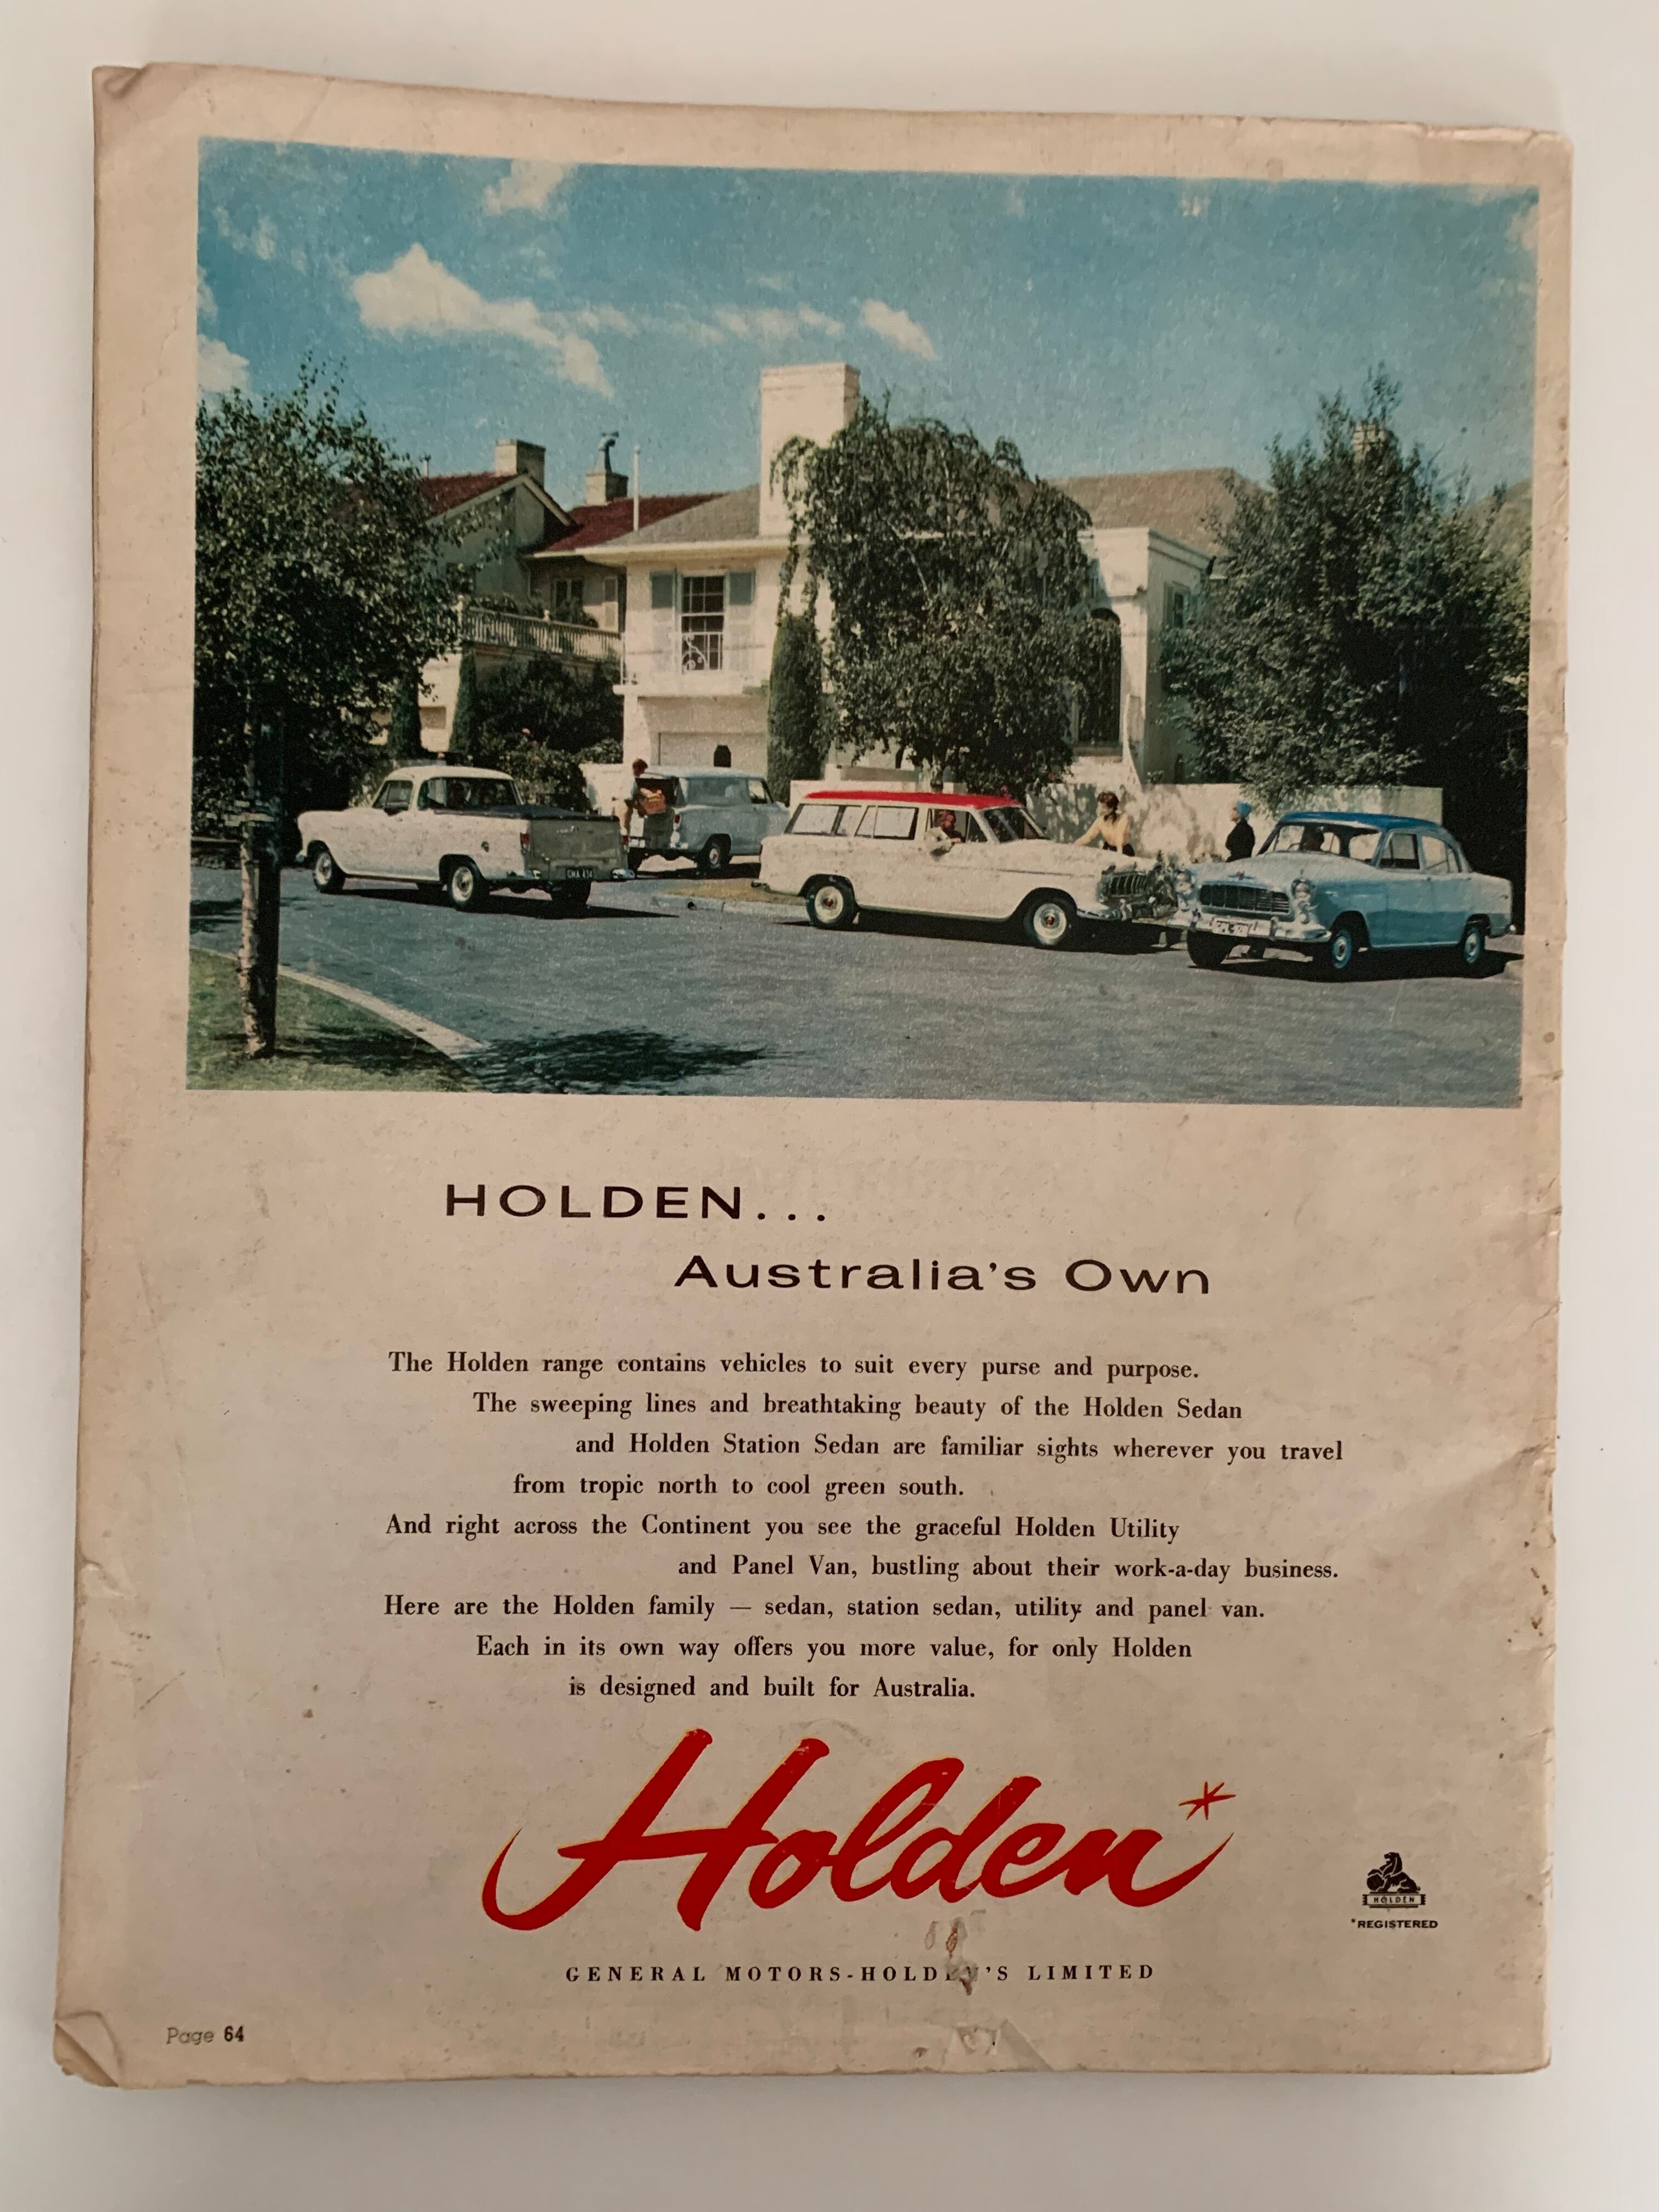 HOLDEN...
Australia's Own
The Holden range contains vehicles to suit every purse and purpose.
The sweeping lines and breathtaking beauty of the Holden Sedan
and Holden Station Sedan are familiar sights wherever you travel
from tropic north to cool green south.
And right across the Continent you see the graceful Holden Utility
and Panel Van, bustling about their work-a-day business.
Here are the Holden family — sedan, station sedan, utility and panel van.
Each in its own way offers you more value, for only Holden
is designed and built for Australia.
Holden*
HOLDEN
*REGISTERED
GENERAL MOTORS-HOLDEN'S LIMITED
Page 64